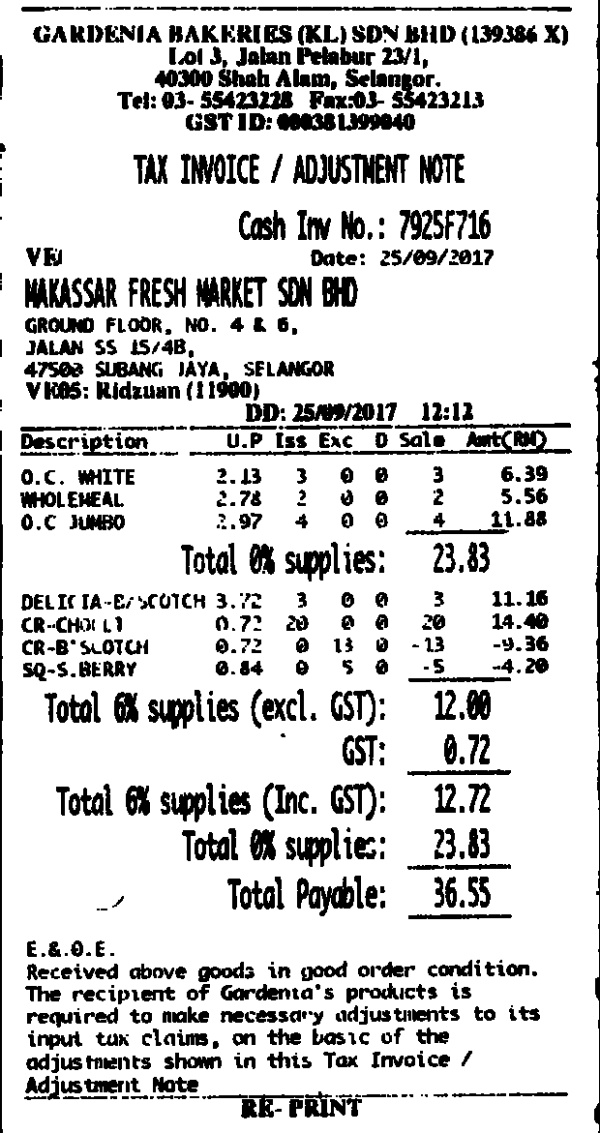 GARDENIA BAKERIES (KL) SDN BHD (139386 X)
Lot 3, Jalan Pelabur 23/1,
40300 Shah Alam, Selangor.
Tel: 03- 55423228 Fax:03- 55423213
GST ID: 000381399040
TAX INVOICE / ADJUSTMENT NOTE
Cash Inv No.: 7925F716
Date: 25/09/2017
MAKASSAR FRESH MARKET SDN BHD
GROUND FLOOR, NO. 4 & 6,
JALAN SS 15/4B,
47500 SUBANG JAYA, SELANGOR
VE05: Ridzuan (11900)
DD: 25/09/2017 12:12
Description U.P Iss Exc D Sale Amt(RM)
O.C. WHITE 2.13 3 0 0 3 6.39
WHOLEMEAL 2.78 2 0 0 2 5.56
O.C JUMBO 2.97 4 0 0 4 11.88
Total 0% supplies: 23.83
3.72 3 0 0 3 11.16
0.72 20 0 0 20 14.40
CR-B'SCOTCH 0.72 0 13 0 -13 -9.36
SQ-S.BERRY 0.84 0 5 0 -5 -4.20
Total 6% supplies (excl. GST): 12.00
GST: 0.72
Total 6% supplies (Inc. GST): 12.72
Total 0% supplies: 23.83
Total Payable: 36.55
E.&.O.E.
Received above goods in good order condition.
The recipient of Gardenia's products is
required to make necessary adjustments to its
input tax claims, on the basic of the
adjustments shown in this Tax Invoice /
Adjustment Note
RE- PRINT